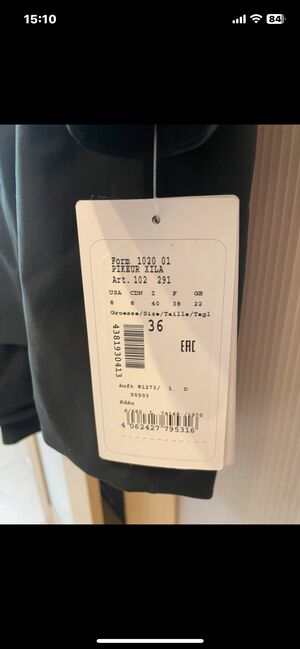 15:10
84
Form 1020 01
PIKEUR XILA
Art. 102 291
USA CDN I F GB
8 8 40 38 22
Groesse/Size/Taille/Tagl
36
EAC
4381930413
Auft 81273/ 1 D
55503
KdAu
4 062427 795316